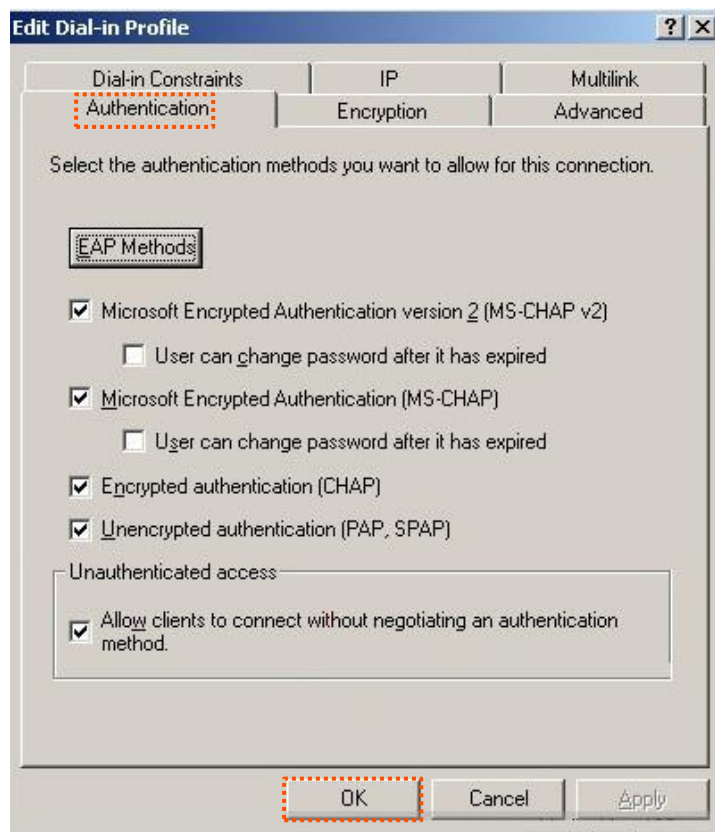 Edit Dial-in Profile
Dial-in Constraints IP Multilink
Authentication Encryption Advanced
Select the authentication methods you want to allow for this connection.
EAP Methods
Microsoft Encrypted Authentication version 2 (MS-CHAP v2)
User can change password after it has expired
Microsoft Encrypted Authentication (MS-CHAP)
User can change password after it has expired
Encrypted authentication (CHAP)
Unencrypted authentication (PAP, SPAP)
Unauthenticated access
Allow clients to connect without negotiating an authentication
method.
OK Cancel Apply